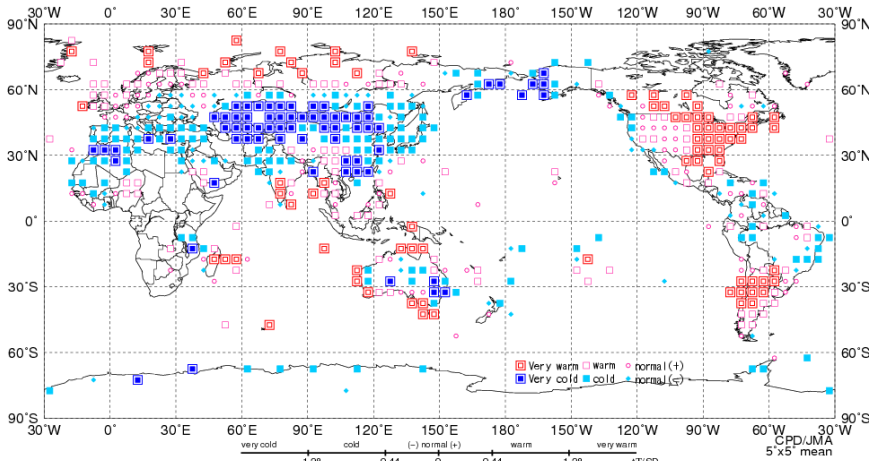 90°N
60°N
30°N
0°
30°S
60°S
90°S
90°N
60°N
30°N
0°
30°S
60°S
90°S
Very warm warm normal(+)
Very cold cold normal(−)
30°W 0° 30°E 60°E 90°E 120°E 150°E 180° 150°W 120°W 90°W 60°W 30°W
30°W 0° 30°E 60°E 90°E 120°E 150°E 180° 150°W 120°W 90°W 60°W 30°W
CPD/JMA
5°x5° mean
very cold cold (−) normal (+) warm very warm